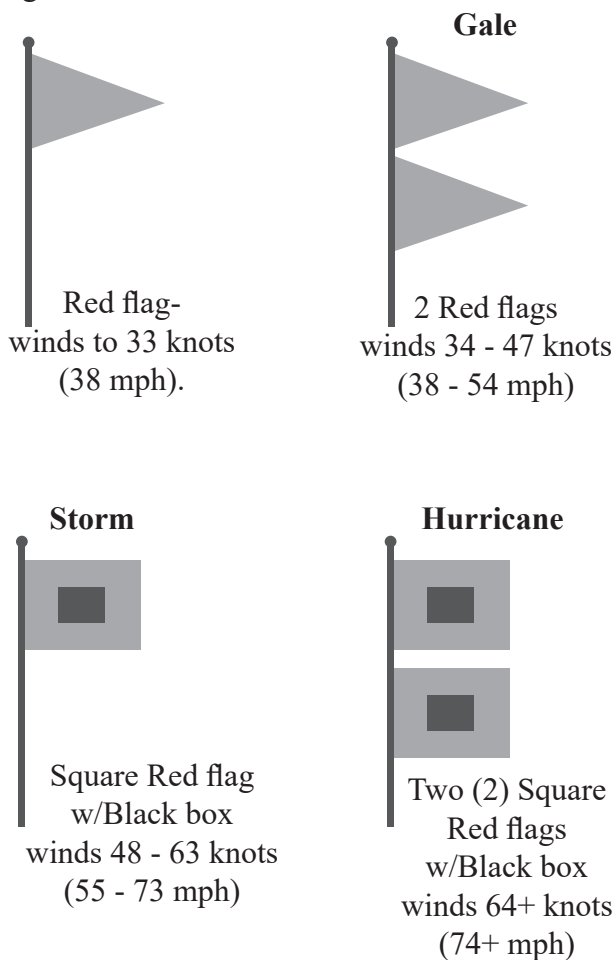 Gale
Red flag-
winds to 33 knots
(38 mph).
2 Red flags
winds 34 - 47 knots
(38 - 54 mph)
Storm
Square Red flag
w/Black box
winds 48 - 63 knots
(55 - 73 mph)
Hurricane
Two (2) Square
Red flags
w/Black box
winds 64+ knots
(74+ mph)